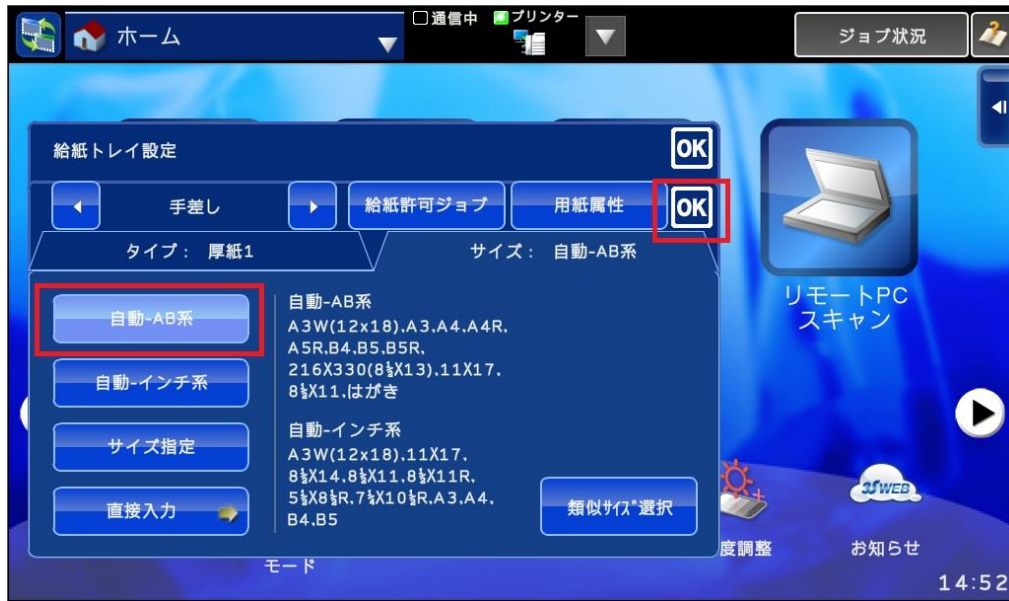 ホーム
通信中
プリンター
ジョブ状況
給紙トレイ設定
OK
手差し
給紙許可ジョブ
用紙属性
OK
タイプ： 厚紙1
サイズ： 自動-AB系
自動-AB系
自動-インチ系
サイズ指定
直接入力
自動-AB系
A3W(12x18),A3,A4,A4R,
A5R,B4,B5,B5R,
216X330(8½X13),11X17,
8½X11,はがき
自動-インチ系
A3W(12x18),11X17,
8½X14,8½X11,8½X11R,
5½X8½R,7¼X10½R,A3,A4,
B4,B5
類似ｻｲｽﾞ選択
リモートPC
スキャン
モード
度調整
お知らせ
14:52